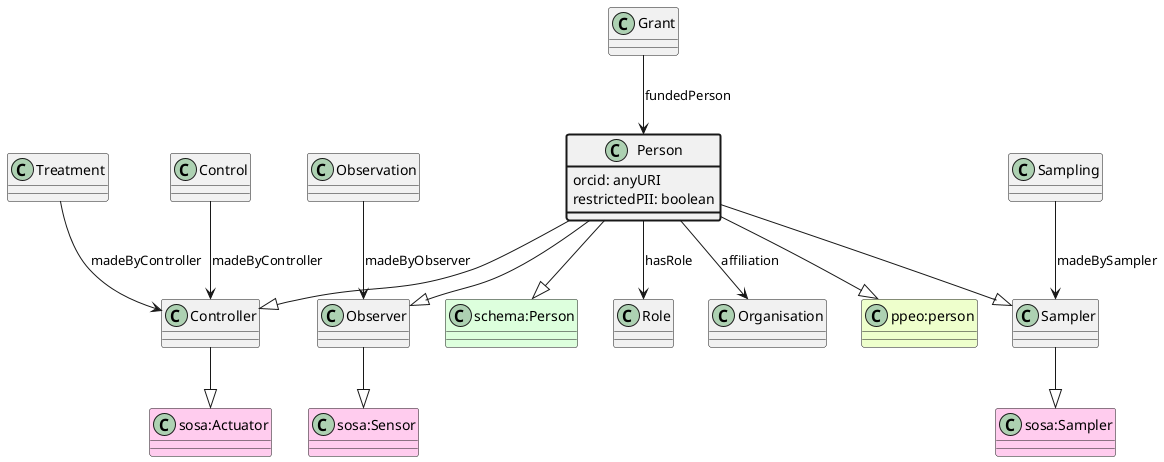 C Grant
fundedPerson
C Person
orcid: anyURI
restrictedPII: boolean
C Treatment
C Control
C Observation
C Sampling
madeByController
madeByController
madeByObserver
hasRole
affiliation
madeBySampler
C Controller
C Observer
C schema:Person
C Role
C Organisation
C ppeo:person
C Sampler
C sosa:Actuator
C sosa:Sensor
C sosa:Sampler